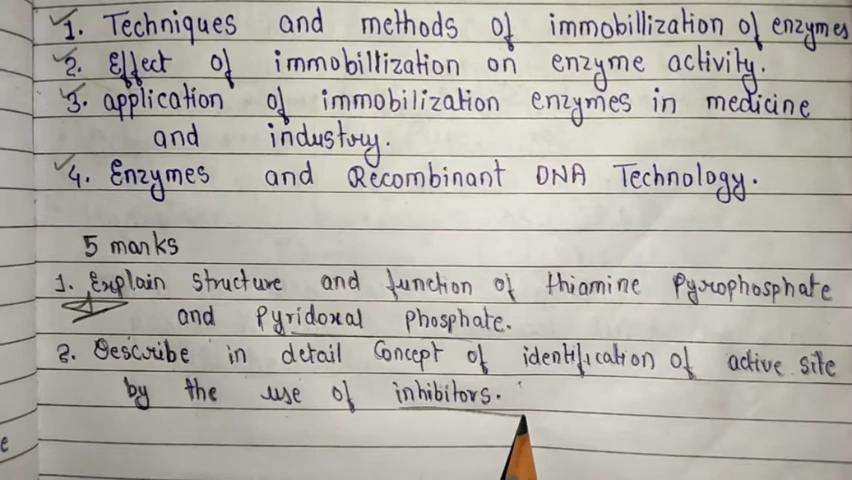 1. Techniques and methods of immobillization of enzymes
2. Effect of immobillization on enzyme activity.
3. application of immobilization enzymes in medicine
and industry.
4. Enzymes and Recombinant DNA Technology.
5 marks
1. Explain structure and function of thiamine Pyrophosphate
and Pyridoxal phosphate.
2. Describe in detail Concept of identification of active site
by the use of inhibitors.
e